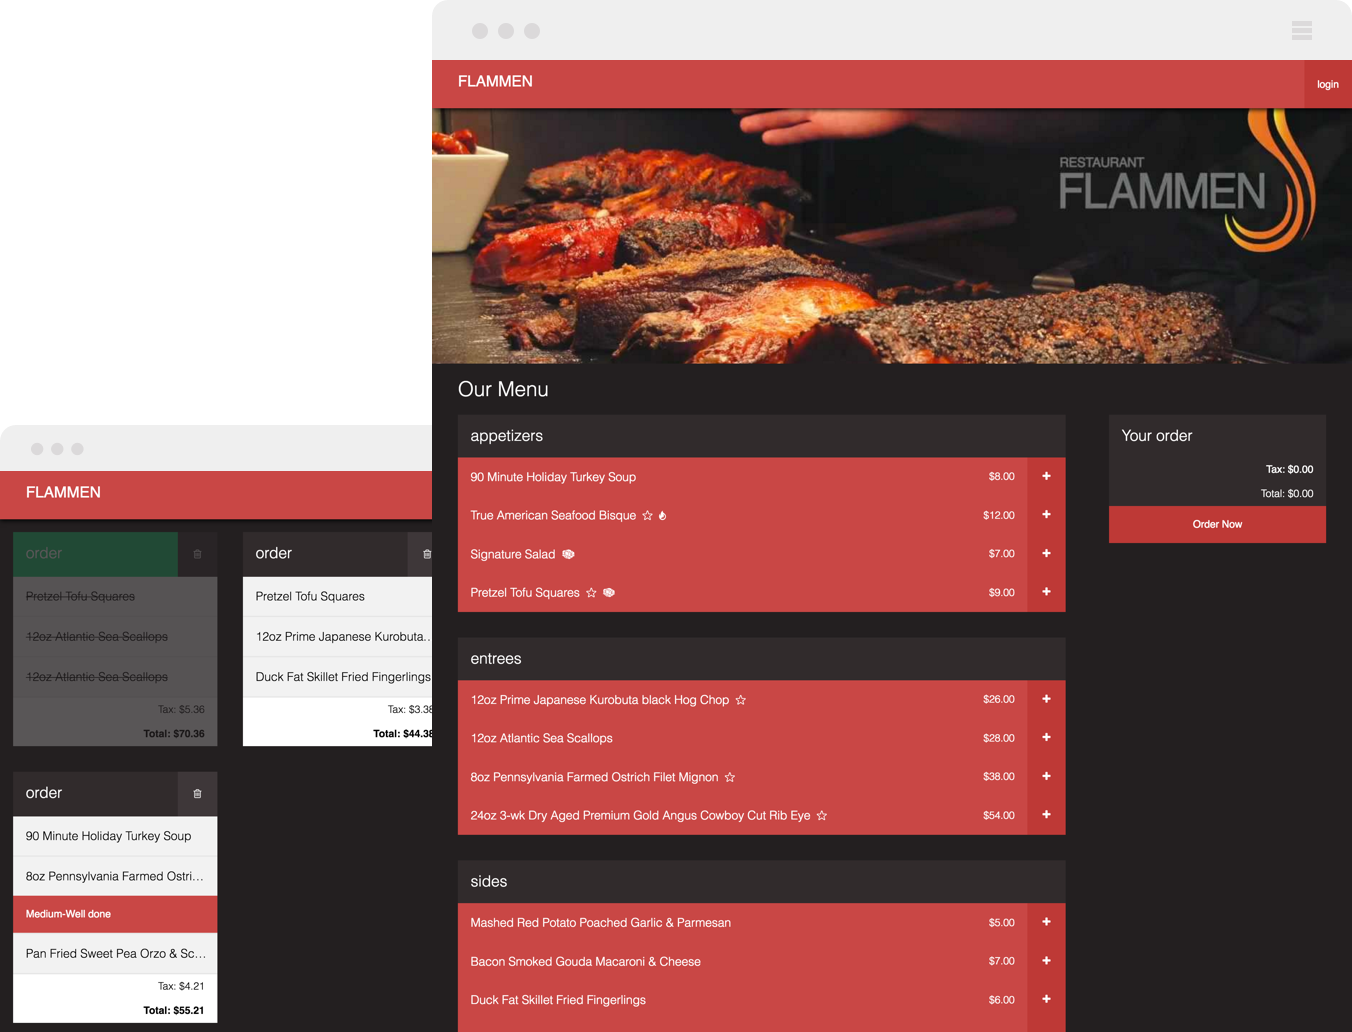 FLAMMEN
login
RESTAURANT
FLAMMEN
Our Menu
appetizers
90 Minute Holiday Turkey Soup $8.00
True American Seafood Bisque $12.00
Signature Salad $7.00
Pretzel Tofu Squares $9.00
entrees
12oz Prime Japanese Kurobuta black Hog Chop $26.00
12oz Atlantic Sea Scallops $28.00
8oz Pennsylvania Farmed Ostrich Filet Mignon $38.00
24oz 3-wk Dry Aged Premium Gold Angus Cowboy Cut Rib Eye $54.00
sides
Mashed Red Potato Poached Garlic & Parmesan $5.00
Bacon Smoked Gouda Macaroni & Cheese $7.00
Duck Fat Skillet Fried Fingerlings $6.00
Your order
Tax: $0.00
Total: $0.00
Order Now
FLAMMEN
order
Pretzel Tofu Squares
12oz Atlantic Sea Scallops
12oz Atlantic Sea Scallops
Tax: $5.36
Total: $70.36
order
Pretzel Tofu Squares
12oz Prime Japanese Kurobuta...
Duck Fat Skillet Fried Fingerlings
Tax: $3.38
Total: $44.38
order
90 Minute Holiday Turkey Soup
8oz Pennsylvania Farmed Ostri...
Medium-Well done
Pan Fried Sweet Pea Orzo & Sc...
Tax: $4.21
Total: $55.21